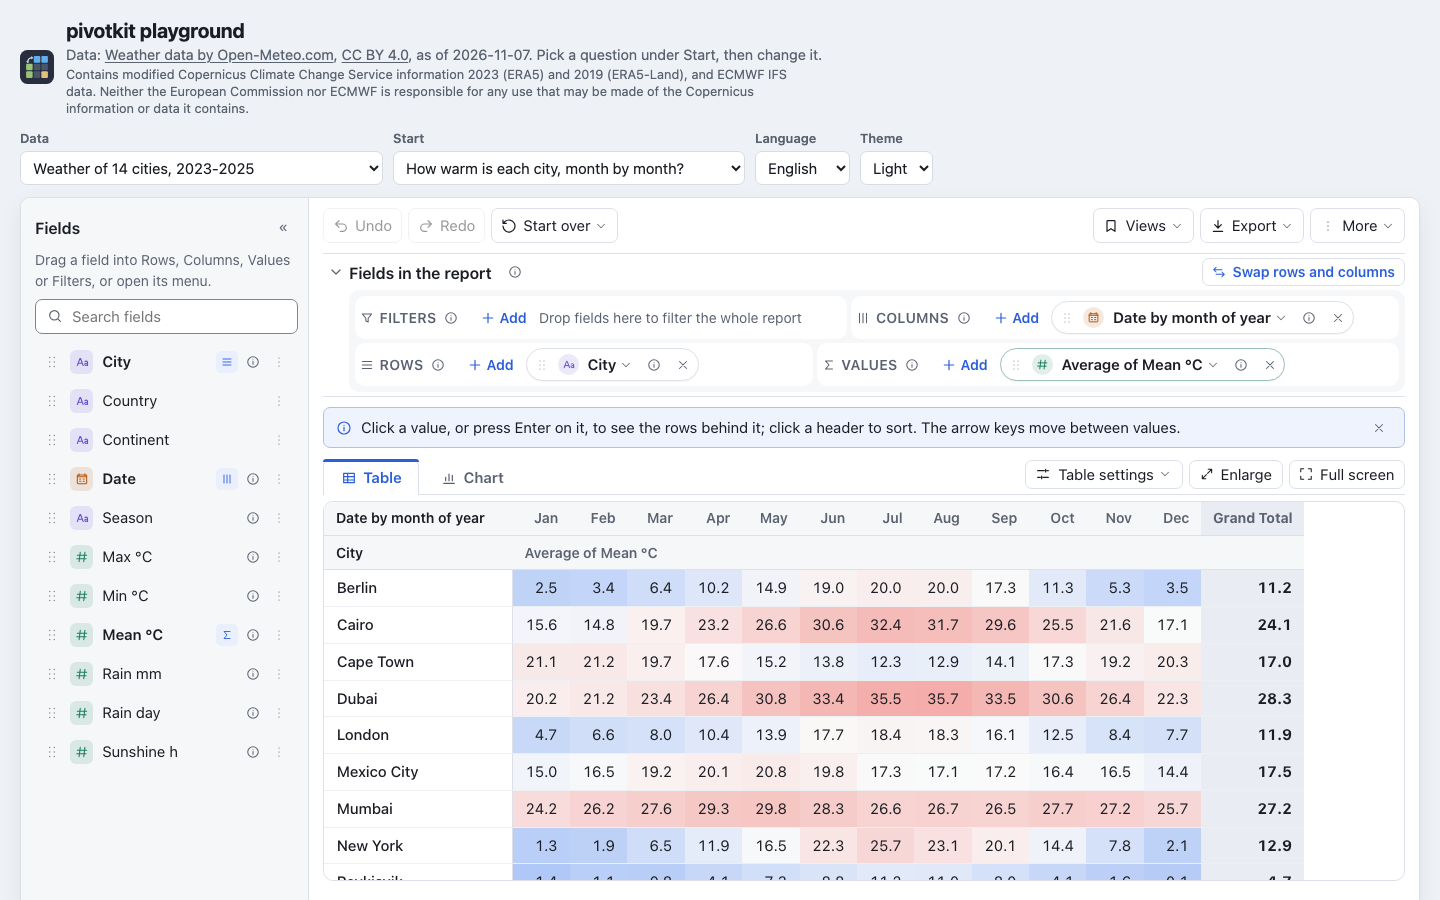 pivotkit playground
Data: Weather data by Open-Meteo.com, CC BY 4.0, as of 2026-11-07. Pick a question under Start, then change it.
Contains modified Copernicus Climate Change Service information 2023 (ERA5) and 2019 (ERA5-Land), and ECMWF IFS
data. Neither the European Commission nor ECMWF is responsible for any use that may be made of the Copernicus
information or data it contains.
Data Start Language Theme
Weather of 14 cities, 2023-2025 How warm is each city, month by month? English Light
Fields «
Drag a field into Rows, Columns, Values
or Filters, or open its menu.
Search fields
Aa City
Aa Country
Aa Continent
Date
Aa Season
# Max °C
# Min °C
# Mean °C Σ
# Rain mm
# Rain day
# Sunshine h
Undo Redo Start over Views Export More
Fields in the report Swap rows and columns
FILTERS + Add Drop fields here to filter the whole report
COLUMNS + Add Date by month of year
ROWS + Add Aa City
Σ VALUES + Add # Average of Mean °C
Click a value, or press Enter on it, to see the rows behind it; click a header to sort. The arrow keys move between values.
Table Chart Table settings Enlarge Full screen
Date by month of year Jan Feb Mar Apr May Jun Jul Aug Sep Oct Nov Dec Grand Total
City Average of Mean °C
Berlin 2.5 3.4 6.4 10.2 14.9 19.0 20.0 20.0 17.3 11.3 5.3 3.5 11.2
Cairo 15.6 14.8 19.7 23.2 26.6 30.6 32.4 31.7 29.6 25.5 21.6 17.1 24.1
Cape Town 21.1 21.2 19.7 17.6 15.2 13.8 12.3 12.9 14.1 17.3 19.2 20.3 17.0
Dubai 20.2 21.2 23.4 26.4 30.8 33.4 35.5 35.7 33.5 30.6 26.4 22.3 28.3
London 4.7 6.6 8.0 10.4 13.9 17.7 18.4 18.3 16.1 12.5 8.4 7.7 11.9
Mexico City 15.0 16.5 19.2 20.1 20.8 19.8 17.3 17.1 17.2 16.4 16.5 14.4 17.5
Mumbai 24.2 26.2 27.6 29.3 29.8 28.3 26.6 26.7 26.5 27.7 27.2 25.7 27.2
New York 1.3 1.9 6.5 11.9 16.5 22.3 25.7 23.1 20.1 14.4 7.8 2.1 12.9